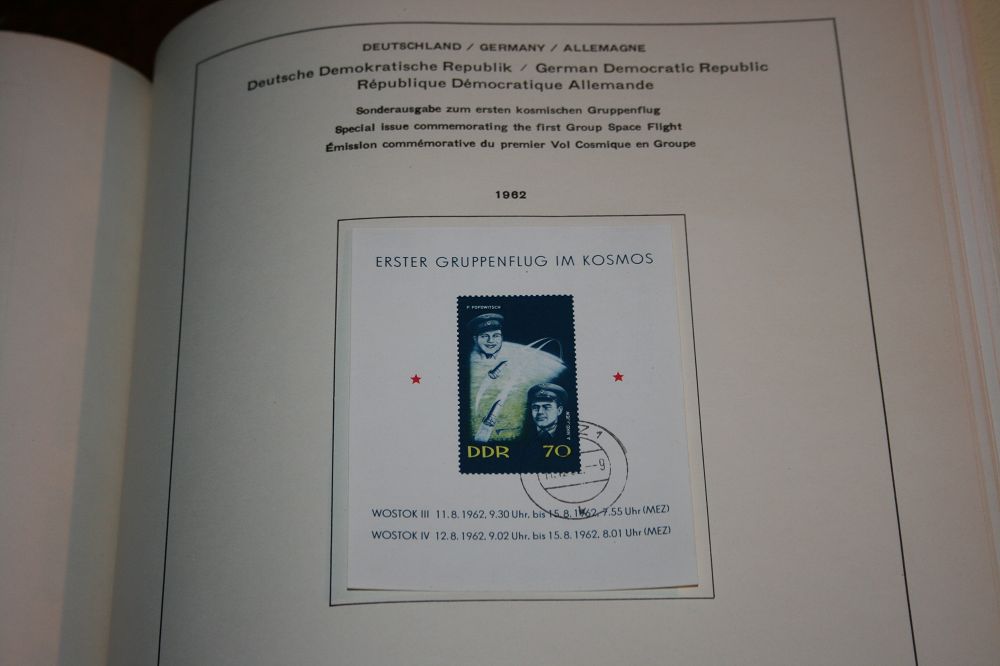 DEUTSCHLAND / GERMANY / ALLEMAGNE
Deutsche Demokratische Republik / German Democratic Republic
République Démocratique Allemande
Sonderausgabe zum ersten kosmischen Gruppenflug
Special issue commemorating the first Group Space Flight
Émission commémorative du premier Vol Cosmique en Groupe
1962
ERSTER GRUPPENFLUG IM KOSMOS
P. POPOWITSCH
DDR 70
WOSTOK III 11.8.1962, 9.30 Uhr, bis 15.8.1962, 7.55 Uhr (MEZ)
WOSTOK IV 12.8.1962, 9.02 Uhr, bis 15.8.1962, 8.01 Uhr (MEZ)